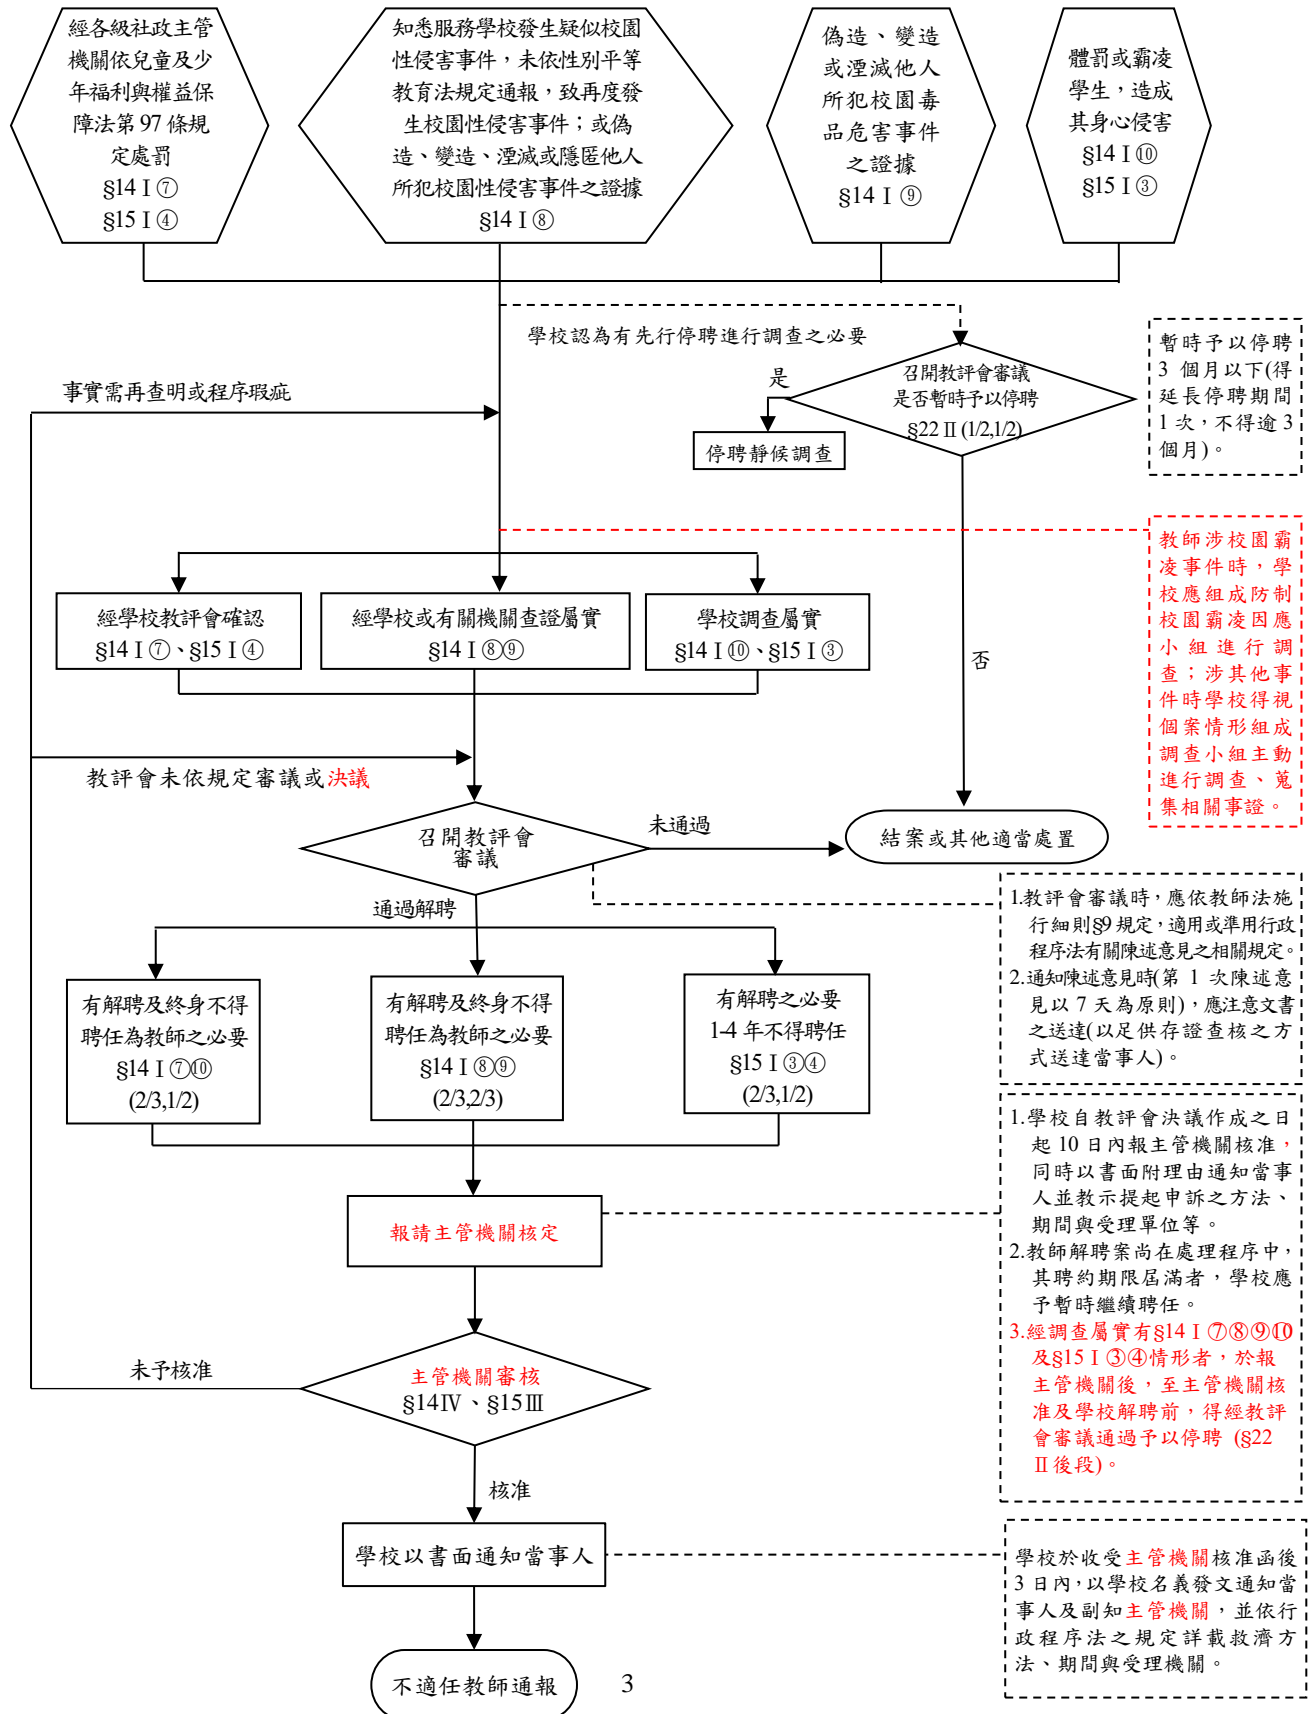 經各級社政主管
機關依兒童及少
年福利與權益保
障法第 97 條規
定處罰
§14 I ⑦
§15 I ④
知悉服務學校發生疑似校園
性侵害事件，未依性別平等
教育法規定通報，致再度發
生校園性侵害事件；或偽
造、變造、湮滅或隱匿他人
所犯校園性侵害事件之證據
§14 I ⑧
偽造、變造
或湮滅他人
所犯校園毒
品危害事件
之證據
§14 I ⑨
體罰或霸凌
學生，造成
其身心侵害
§14 I ⑩
§15 I ③
學校認為有先行停聘進行調查之必要
召開教評會審議
是否暫時予以停聘
§22 II (1/2,1/2)
是
停聘靜候調查
暫時予以停聘
3 個月以下(得
延長停聘期間
1 次，不得逾 3
個月)。
事實需再查明或程序瑕疵
教師涉校園霸
凌事件時，學
校應組成防制
校園霸凌因應
小組進行調
查；涉其他事
件時學校得視
個案情形組成
調查小組主動
進行調查、蒐
集相關事證。
經學校教評會確認
§14 I ⑦、§15 I ④
經學校或有關機關查證屬實
§14 I ⑧⑨
學校調查屬實
§14 I ⑩、§15 I ③
否
教評會未依規定審議或決議
召開教評會
審議
未通過
結案或其他適當處置
通過解聘
1.教評會審議時，應依教師法施
行細則§9 規定，適用或準用行政
程序法有關陳述意見之相關規定。
2.通知陳述意見時(第 1 次陳述意
見以 7 天為原則)，應注意文書
之送達(以足供存證查核之方
式送達當事人)。
有解聘及終身不得
聘任為教師之必要
§14 I ⑦⑩
(2/3,1/2)
有解聘及終身不得
聘任為教師之必要
§14 I ⑧⑨
(2/3,2/3)
有解聘之必要
1-4 年不得聘任
§15 I ③④
(2/3,1/2)
報請主管機關核定
1.學校自教評會決議作成之日
起 10 日內報主管機關核准，
同時以書面附理由通知當事
人並教示提起申訴之方法、
期間與受理單位等。
2.教師解聘案尚在處理程序中，
其聘約期限屆滿者，學校應
予暫時繼續聘任。
3.經調查屬實有§14 I ⑦⑧⑨⑩
及§15 I ③④情形者，於報
主管機關後，至主管機關核
准及學校解聘前，得經教評
會審議通過予以停聘 (§22
II 後段)。
未予核准
主管機關審核
§14IV、§15III
核准
學校以書面通知當事人
學校於收受主管機關核准函後
3 日內，以學校名義發文通知當
事人及副知主管機關，並依行
政程序法之規定詳載救濟方
法、期間與受理機關。
不適任教師通報
3